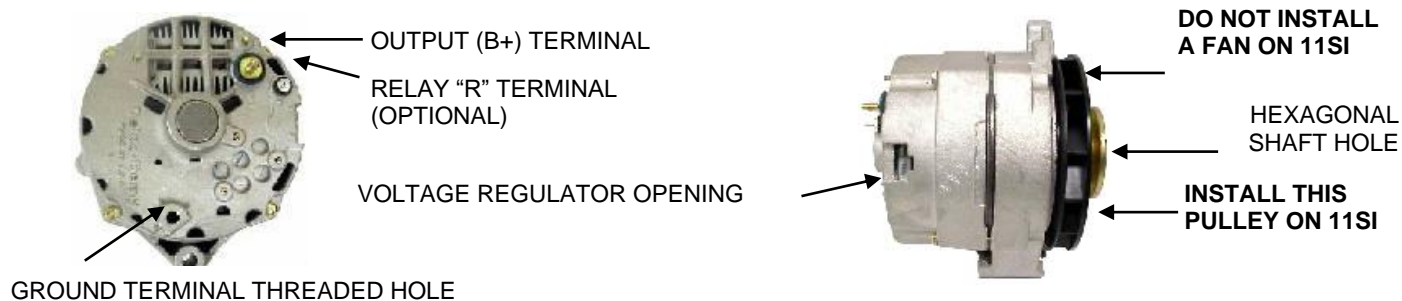 OUTPUT (B+) TERMINAL
RELAY “R” TERMINAL
(OPTIONAL)
VOLTAGE REGULATOR OPENING
GROUND TERMINAL THREADED HOLE
DO NOT INSTALL
A FAN ON 11SI
HEXAGONAL
SHAFT HOLE
INSTALL THIS
PULLEY ON 11SI